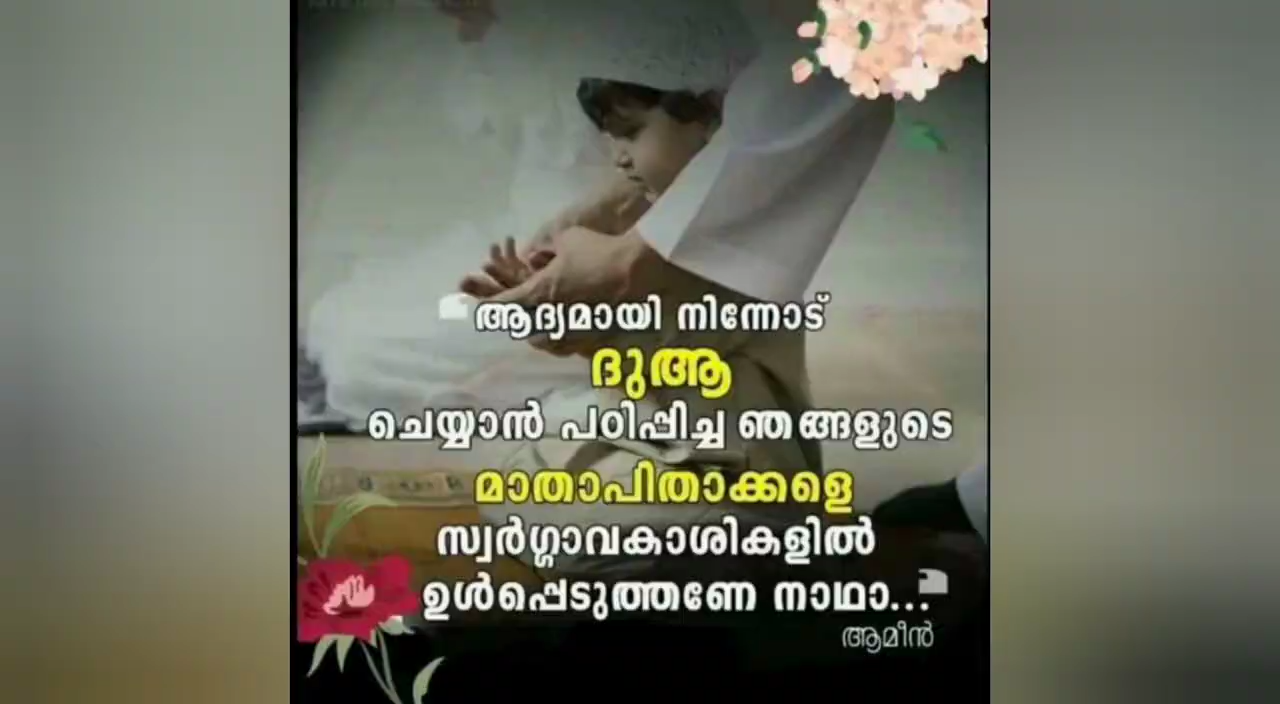 ആദ്യമായി നിന്നോട്
ദുആ
ചെയ്യാൻ പഠിപ്പിച്ച ഞങ്ങളുടെ
മാതാപിതാക്കളെ
സ്വർഗ്ഗാവകാശികളിൽ
ഉൾപ്പെടുത്തണേ നാഥാ...
ആമീൻ